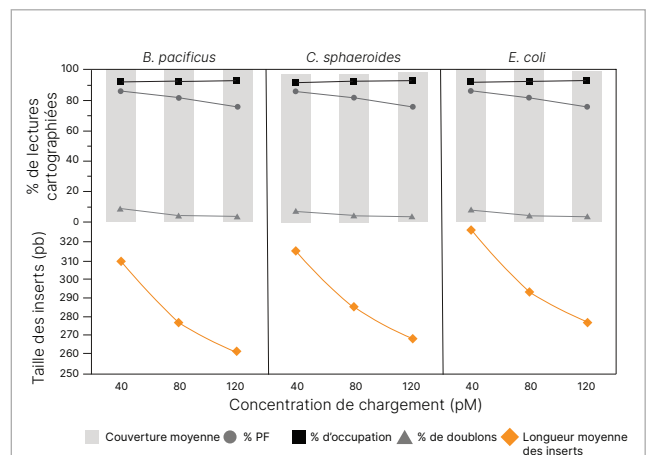 B. pacificus
C. sphaeroides
E. coli
% de lectures
cartographiées
100
80
60
40
20
0
Taille des inserts (pb)
320
310
300
290
280
270
260
250
40 80 120 40 80 120 40 80 120
Concentration de chargement (pM)
Couverture moyenne % PF % d'occupation % de doublons Longueur moyenne
des inserts